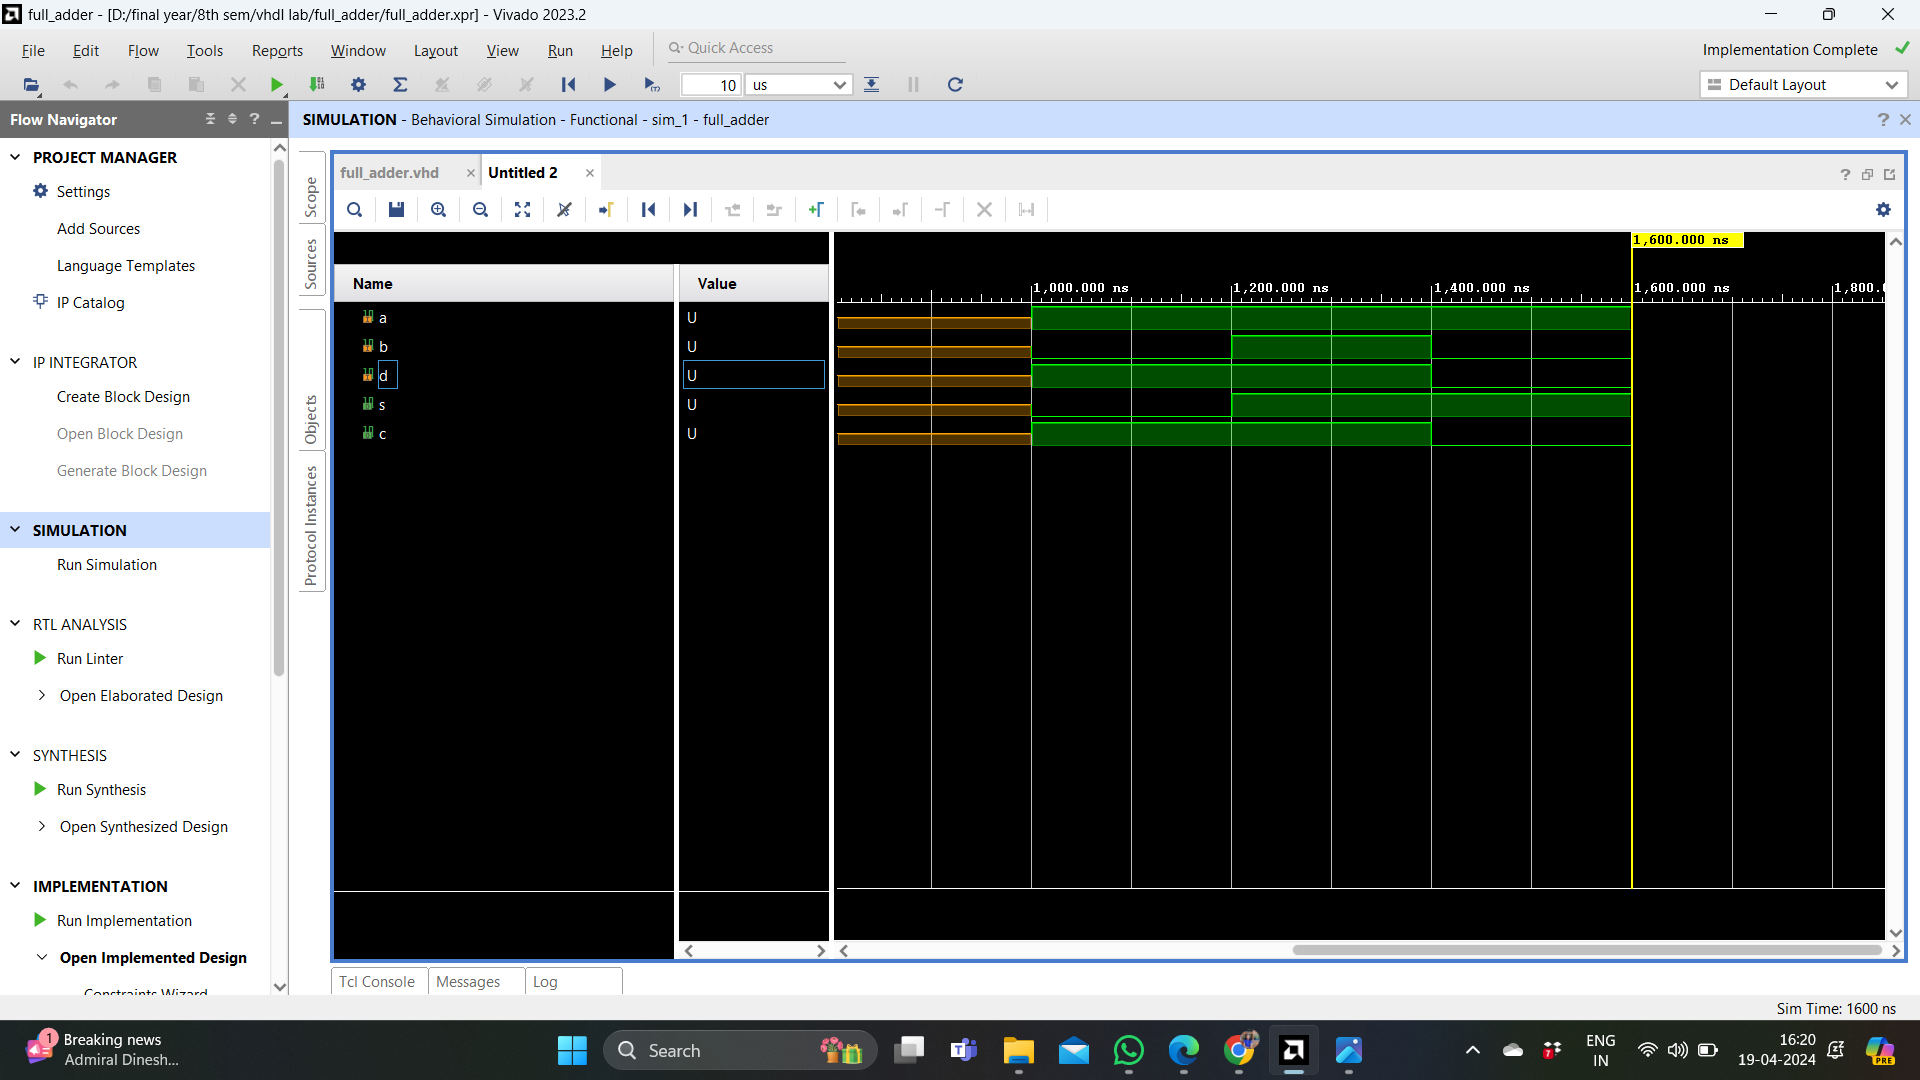 full_adder - [D:/final year/8th sem/vhdl lab/full_adder/full_adder.xpr] - Vivado 2023.2
File Edit Flow Tools Reports Window Layout View Run Help Quick Access
Implementation Complete
10 us
Default Layout
Flow Navigator
SIMULATION - Behavioral Simulation - Functional - sim_1 - full_adder
PROJECT MANAGER
Settings
Add Sources
Language Templates
IP Catalog
IP INTEGRATOR
Create Block Design
Open Block Design
Generate Block Design
SIMULATION
Run Simulation
RTL ANALYSIS
Run Linter
Open Elaborated Design
SYNTHESIS
Run Synthesis
Open Synthesized Design
IMPLEMENTATION
Run Implementation
Open Implemented Design
Constraints Wizard
Scope
Sources
Objects
Protocol Instances
full_adder.vhd
Untitled 2
1,600.000 ns
Name Value
1,000.000 ns 1,200.000 ns 1,400.000 ns 1,600.000 ns 1,800.0
a U
b U
d U
s U
c U
Tcl Console Messages Log
Sim Time: 1600 ns
1
Breaking news
Admiral Dinesh...
Search
7
ENG
IN
16:20
19-04-2024
PRE